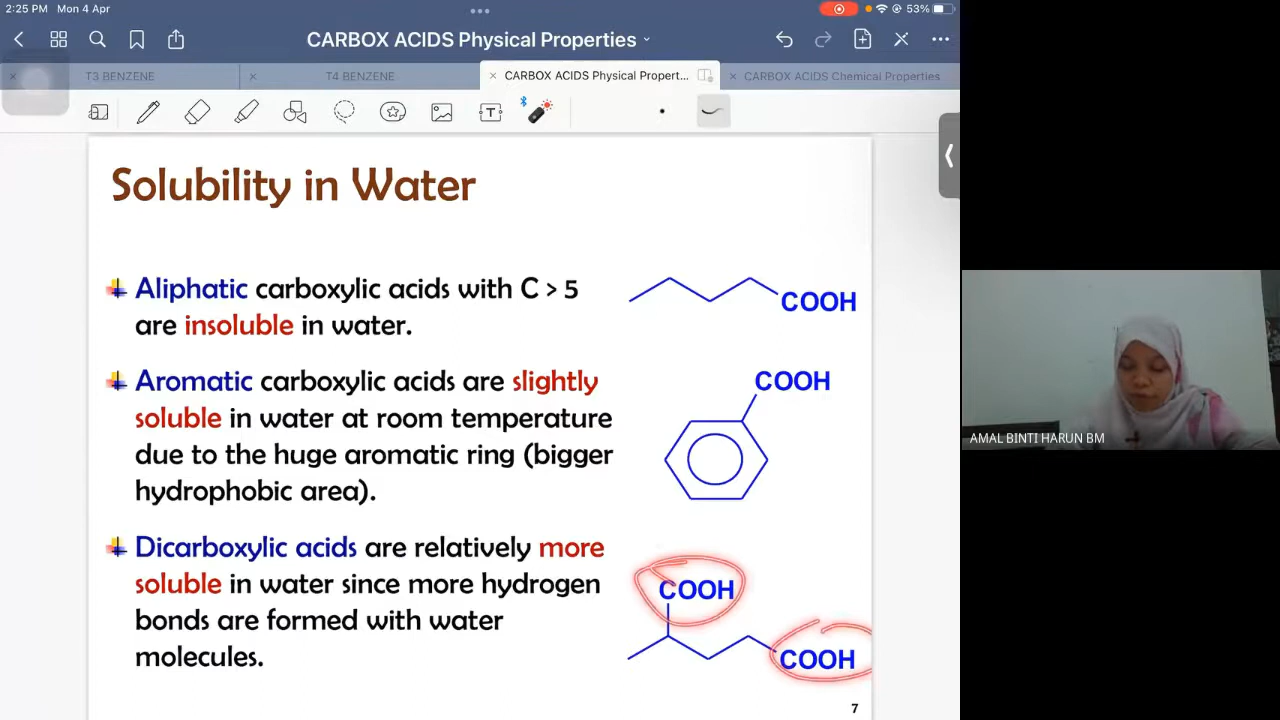 2:25 PM Mon 4 Apr
53%
CARBOX ACIDS Physical Properties
T3 BENZENE
T4 BENZENE
CARBOX ACIDS Physical Propert...
CARBOX ACIDS Chemical Properties
T
Solubility in Water
Aliphatic carboxylic acids with C > 5
are insoluble in water.
COOH
Aromatic carboxylic acids are slightly
soluble in water at room temperature
due to the huge aromatic ring (bigger
hydrophobic area).
COOH
Dicarboxylic acids are relatively more
soluble in water since more hydrogen
bonds are formed with water
molecules.
COOH
COOH
7
AMAL BINTI HARUN BM